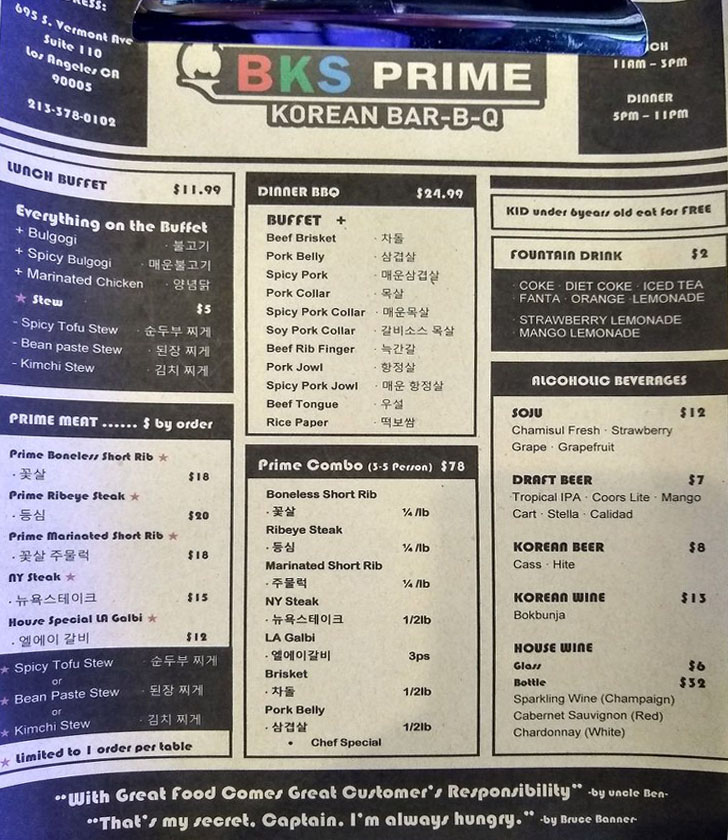 695 S. Vermont Ave
Suite 110
Los Angeles CA
90005
213-378-0102
BKS PRIME
KOREAN BAR-B-Q
11AM - 3PM
DINNER
5PM - 11PM
LUNCH BUFFET $11.99
Everything on the Buffet
+ Bulgogi · 불고기
+ Spicy Bulgogi · 매운불고기
+ Marinated Chicken · 양념닭
★ Stew $5
- Spicy Tofu Stew 순두부 찌게
- Bean paste Stew · 된장 찌게
- Kimchi Stew · 김치 찌게
PRIME MEAT ...... $ by order
Prime Boneless Short Rib ★
· 꽃살 $18
Prime Ribeye Steak ★
· 등심 $20
Prime Marinated Short Rib ★
· 꽃살 주물럭 $18
NY Steak ★
· 뉴욕스테이크 $15
House Special LA Galbi ★
· 엘에이 갈비 $12
★ Spicy Tofu Stew · 순두부 찌게
or
★ Bean Paste Stew · 된장 찌게
or
★ Kimchi Stew · 김치 찌게
★ Limited to 1 order per table
DINNER BBQ $24.99
BUFFET +
Beef Brisket · 차돌
Pork Belly · 삼겹살
Spicy Pork · 매운삼겹살
Pork Collar · 목살
Spicy Pork Collar · 매운목살
Soy Pork Collar · 갈비소스 목살
Beef Rib Finger · 늑간갈
Pork Jowl · 항정살
Spicy Pork Jowl · 매운 항정살
Beef Tongue · 우설
Rice Paper · 떡보쌈
Prime Combo (3-5 Person) $78
Boneless Short Rib
· 꽃살 ¼ /lb
Ribeye Steak
· 등심 ¼ /lb
Marinated Short Rib
· 주물럭 ¼ /lb
NY Steak
· 뉴욕스테이크 1/2lb
LA Galbi
· 엘에이갈비 3ps
Brisket
· 차돌 1/2lb
Pork Belly
· 삼겹살 1/2lb
• Chef Special
KID under 6years old eat for FREE
FOUNTAIN DRINK $2
· COKE · DIET COKE · ICED TEA
· FANTA · ORANGE · LEMONADE
· STRAWBERRY LEMONADE
· MANGO LEMONADE
ALCOHOLIC BEVERAGES
SOJU $12
Chamisul Fresh · Strawberry
Grape · Grapefruit
DRAFT BEER $7
Tropical IPA · Coors Lite · Mango
Cart · Stella · Calidad
KOREAN BEER $8
Cass · Hite
KOREAN WINE $13
Bokbunja
HOUSE WINE
Glass $6
Bottle $32
Sparkling Wine (Champaign)
Cabernet Sauvignon (Red)
Chardonnay (White)
"With Great Food Comes Great Customer's Responsibility" -by uncle Ben-
"That's my secret, Captain. I'm always hungry." -by Bruce Banner-